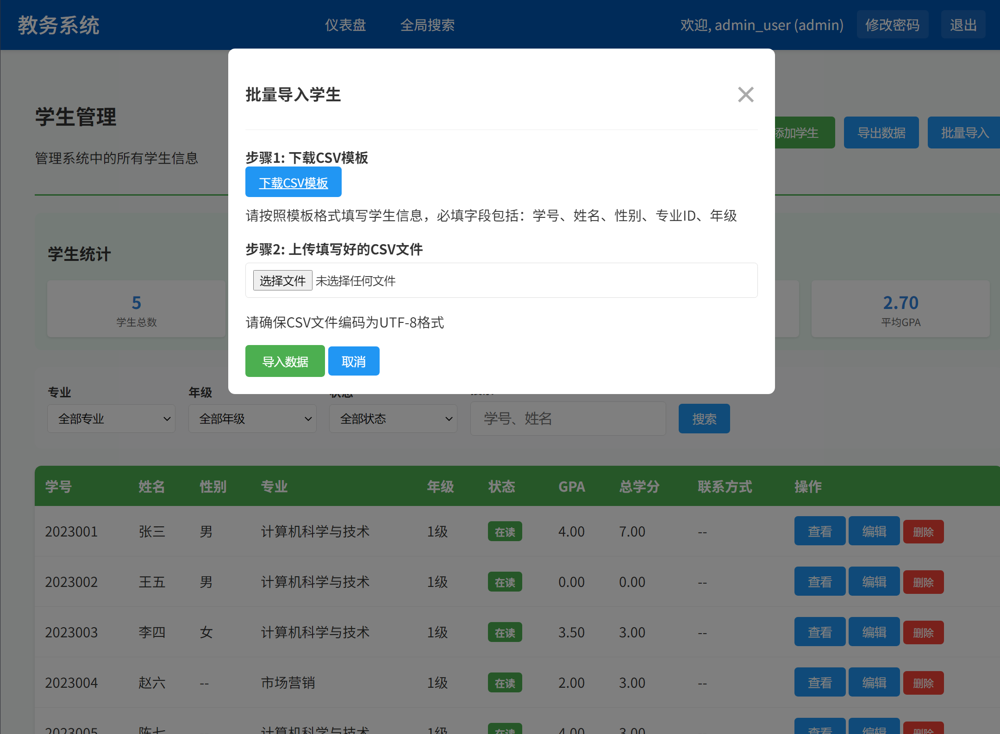 教务系统 仪表盘 全局搜索 欢迎, admin_user (admin) 修改密码 退出
批量导入学生
学生管理
添加学生 导出数据 批量导入
管理系统中的所有学生信息
步骤1: 下载CSV模板
下载CSV模板
请按照模板格式填写学生信息，必填字段包括：学号、姓名、性别、专业ID、年级
步骤2: 上传填写好的CSV文件
选择文件 未选择任何文件
请确保CSV文件编码为UTF-8格式
导入数据 取消
学生统计
5
学生总数
2.70
平均GPA
专业 年级 状态
全部专业 全部年级 全部状态 学号、姓名 搜索
学号 姓名 性别 专业 年级 状态 GPA 总学分 联系方式 操作
2023001 张三 男 计算机科学与技术 1级 在读 4.00 7.00 -- 查看 编辑 删除
2023002 王五 男 计算机科学与技术 1级 在读 0.00 0.00 -- 查看 编辑 删除
2023003 李四 女 计算机科学与技术 1级 在读 3.50 3.00 -- 查看 编辑 删除
2023004 赵六 -- 市场营销 1级 在读 2.00 3.00 -- 查看 编辑 删除
2023005 陈七 计算机科学与技术 1级 在读 4.00 3.00 查看 编辑 删除